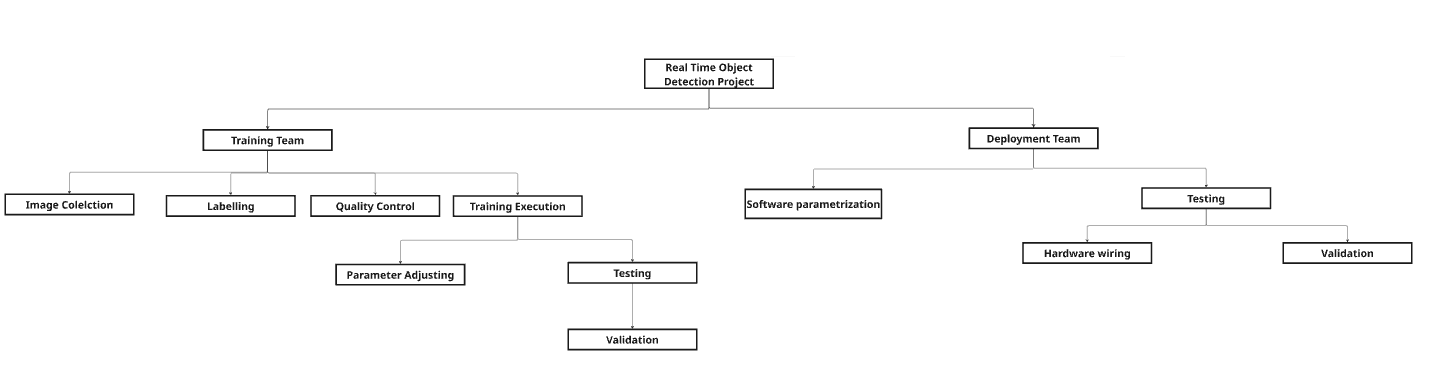 Real Time Object
Detection Project
Training Team
Deployment Team
Image Colelction
Labelling
Quality Control
Training Execution
Software parametrization
Testing
Parameter Adjusting
Testing
Hardware wiring
Validation
Validation